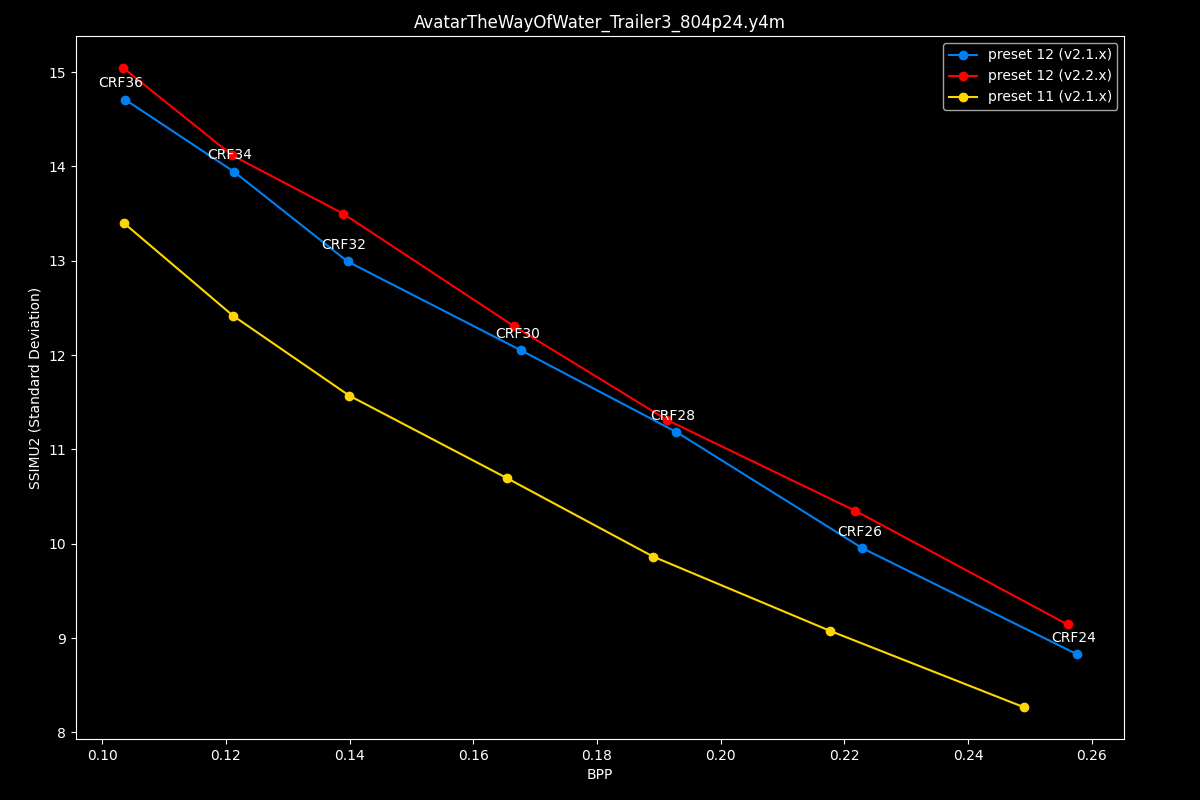 AvatarTheWayOfWater_Trailer3_804p24.y4m
preset 12 (v2.1.x)
preset 12 (v2.2.x)
preset 11 (v2.1.x)
SSIMU2 (Standard Deviation)
15
14
13
12
11
10
9
8
CRF36
CRF34
CRF32
CRF30
CRF28
CRF26
CRF24
0.10 0.12 0.14 0.16 0.18 0.20 0.22 0.24 0.26
BPP